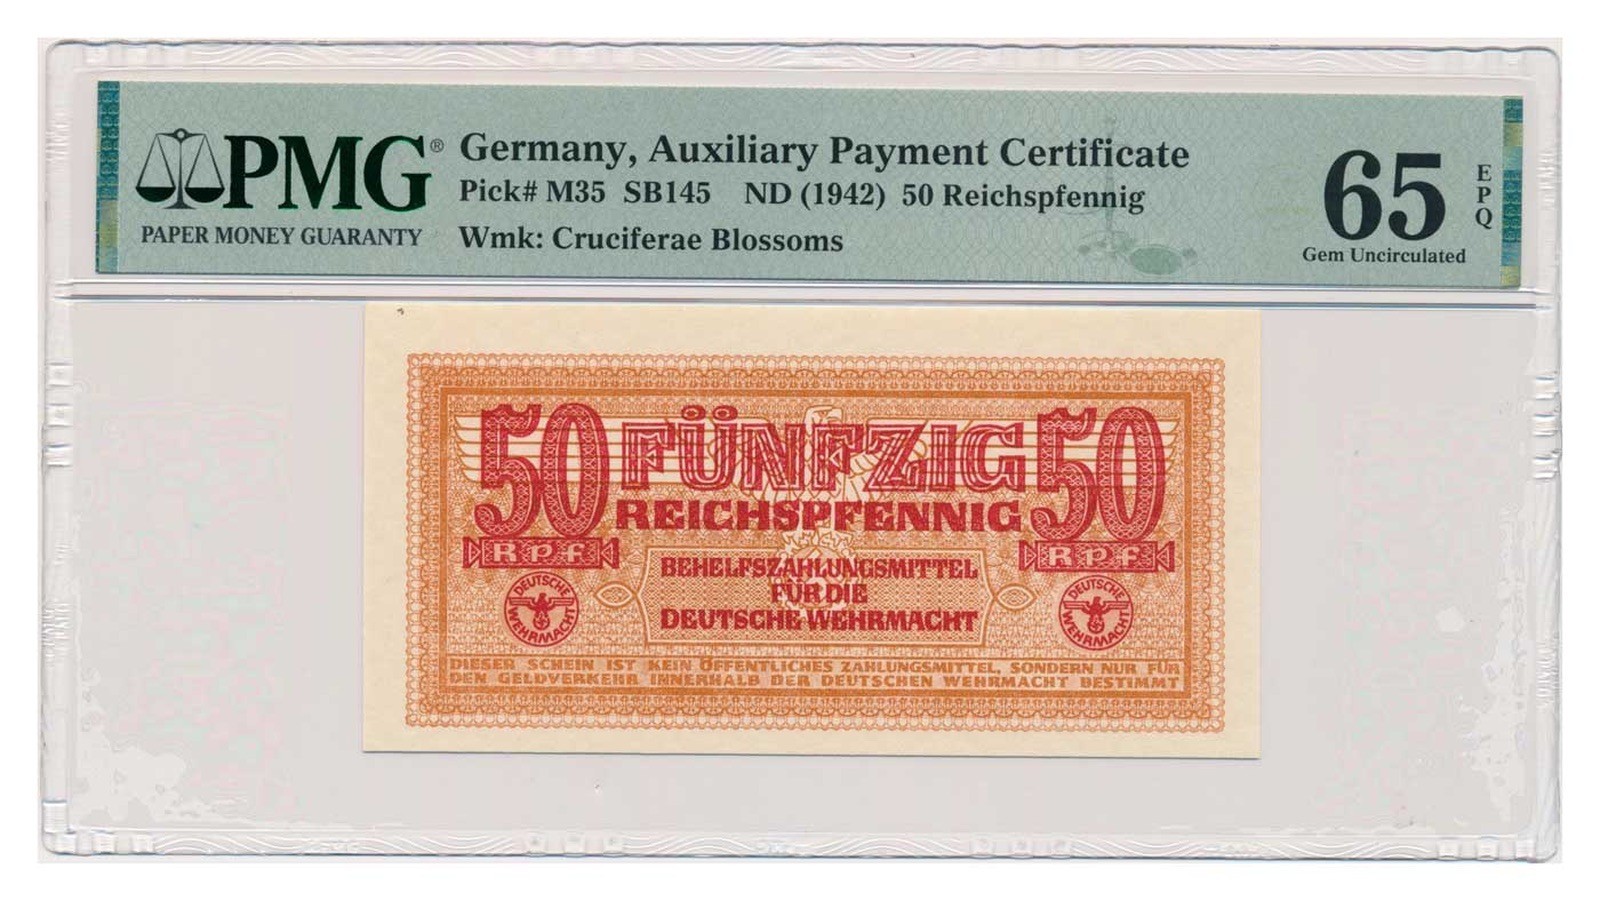 PMG®
PAPER MONEY GUARANTY
Germany, Auxiliary Payment Certificate
Pick# M35 SB145 ND (1942) 50 Reichspfennig
Wmk: Cruciferae Blossoms
65
EPQ
Gem Uncirculated
50 FÜNFZIG 50
REICHSPFENNIG
RPF RPF
BEHELFSZAHLUNGSMITTEL
FÜR DIE
DEUTSCHE WEHRMACHT
DEUTSCHE WEHRMACHT
DEUTSCHE WEHRMACHT
DIESER SCHEIN IST KEIN ÖFFENTLICHES ZAHLUNGSMITTEL, SONDERN NUR FÜR
DEN GELDVERKEHR INNERHALB DER DEUTSCHEN WEHRMACHT BESTIMMT